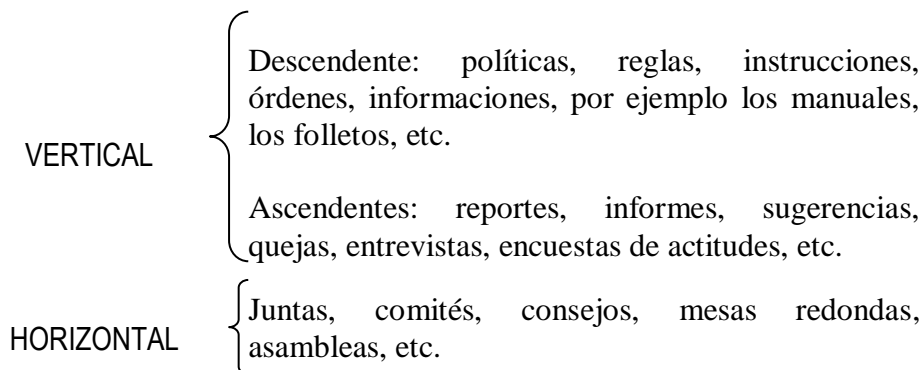 VERTICAL
Descendente: políticas, reglas, instrucciones,
órdenes, informaciones, por ejemplo los manuales,
los folletos, etc.
Ascendentes: reportes, informes, sugerencias,
quejas, entrevistas, encuestas de actitudes, etc.
HORIZONTAL
Juntas, comités, consejos, mesas redondas,
asambleas, etc.